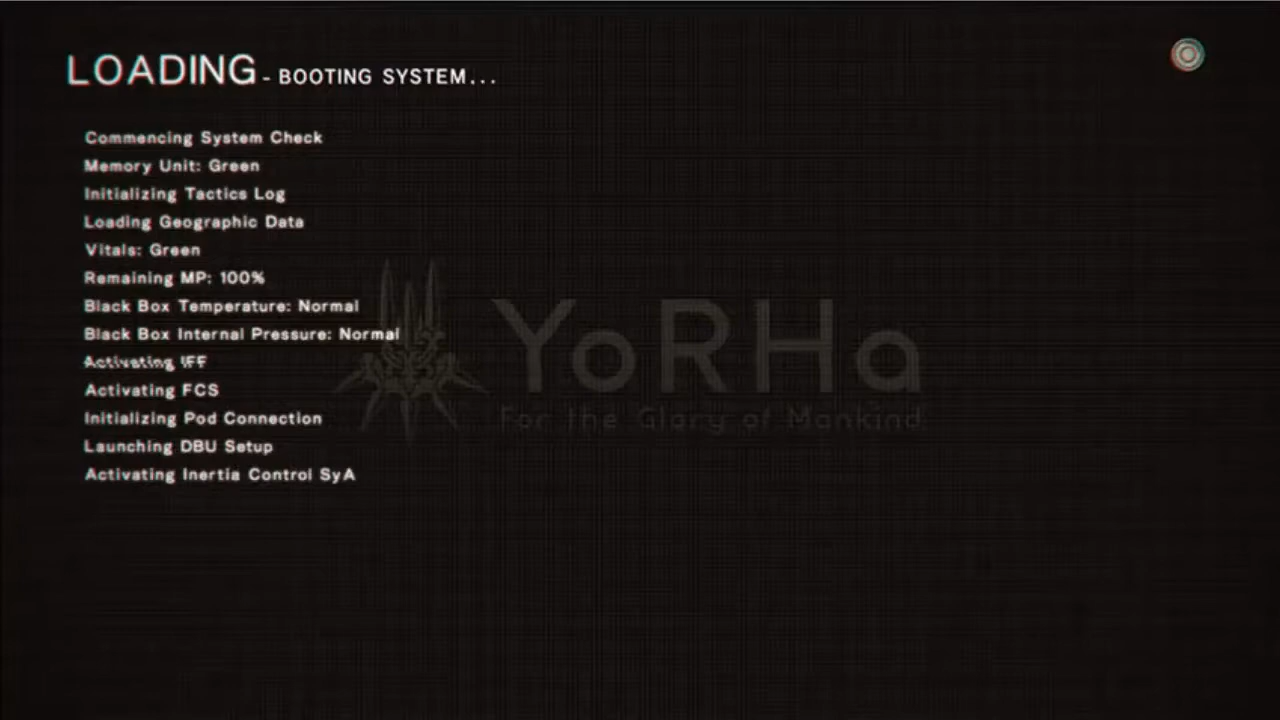 LOADING - BOOTING SYSTEM...
Commencing System Check
Memory Unit: Green
Initializing Tactics Log
Loading Geographic Data
Vitals: Green
Remaining MP: 100%
Black Box Temperature: Normal
Black Box Internal Pressure: Normal
Activating IFF
Activating FCS
Initializing Pod Connection
Launching DBU Setup
Activating Inertia Control SyA
YoRHa
For the Glory of Mankind